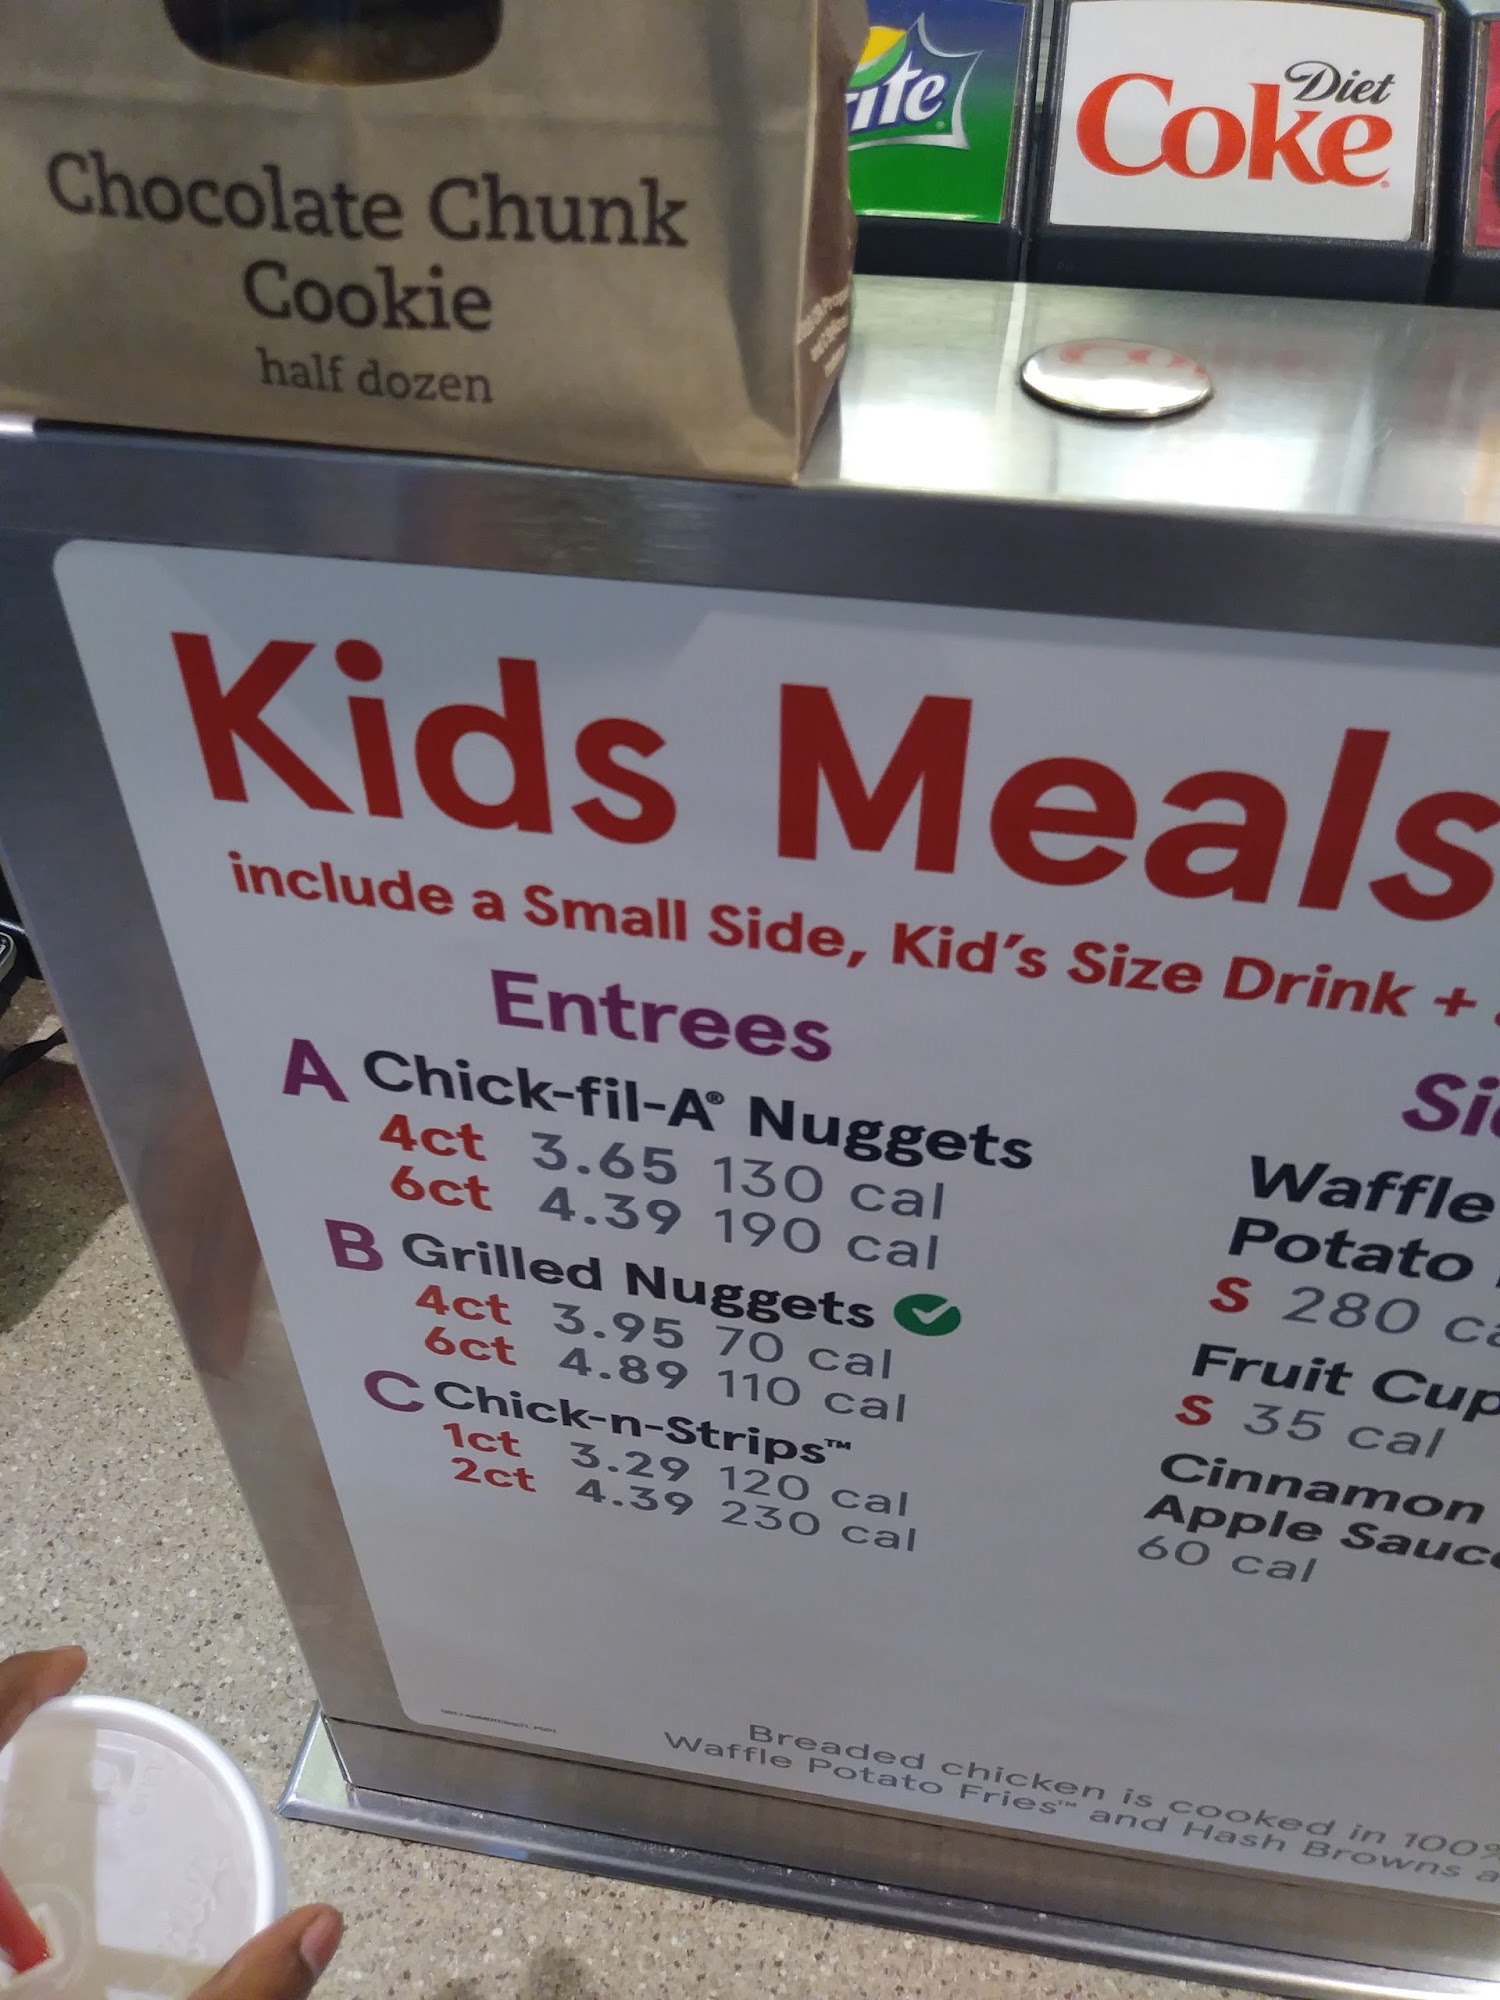 Chocolate Chunk
Cookie
half dozen
Diet
Coke
Kids Meals
include a Small Side, Kid's Size Drink +
Entrees
A Chick-fil-A® Nuggets
4ct 3.65 130 cal
6ct 4.39 190 cal
B Grilled Nuggets
4ct 3.95 70 cal
6ct 4.89 110 cal
C Chick-n-Strips™
1ct 3.29 120 cal
2ct 4.39 230 cal
Waffle
Potato
S 280
Fruit Cup
S 35 cal
Cinnamon
Apple
60 cal
Breaded chicken is cooked in
Waffle Potato Fries™ and Hash Browns